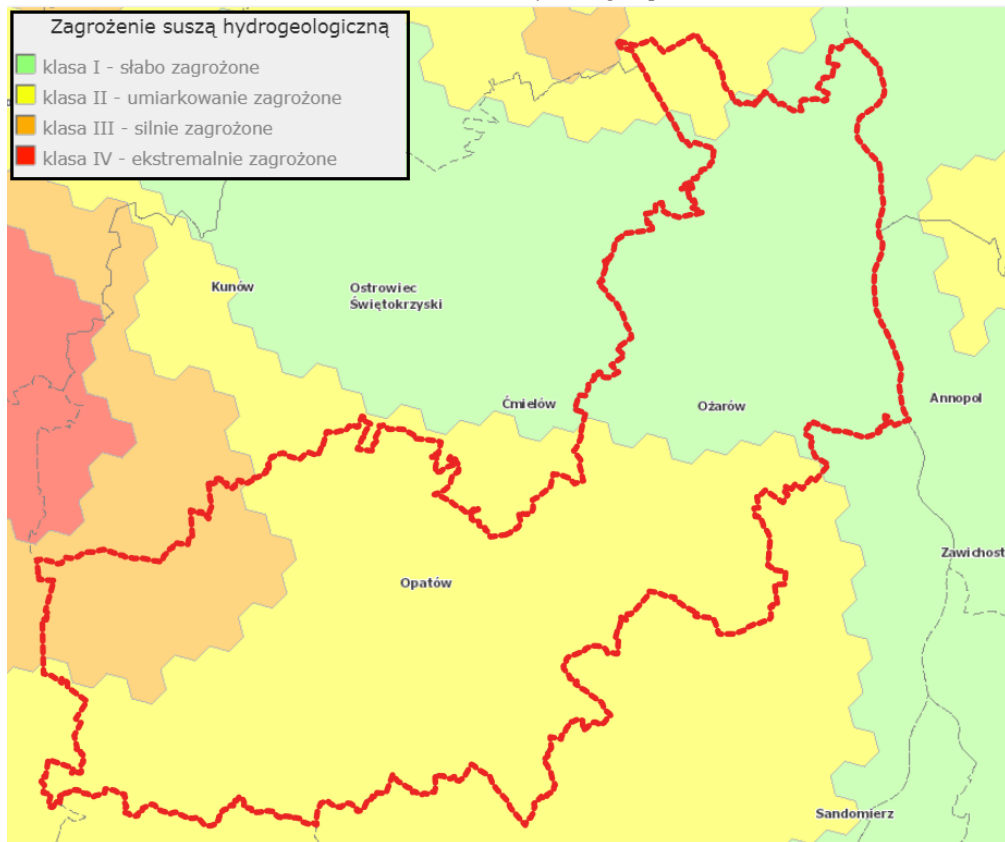 Zagrożenie suszą hydrogeologiczną
klasa I - słabo zagrożone
klasa II - umiarkowanie zagrożone
klasa III - silnie zagrożone
klasa IV - ekstremalnie zagrożone
Kunów
Ostrowiec
Świętokrzyski
Ćmielów
Ożarów
Annopol
Zawichost
Opatów
Sandomierz